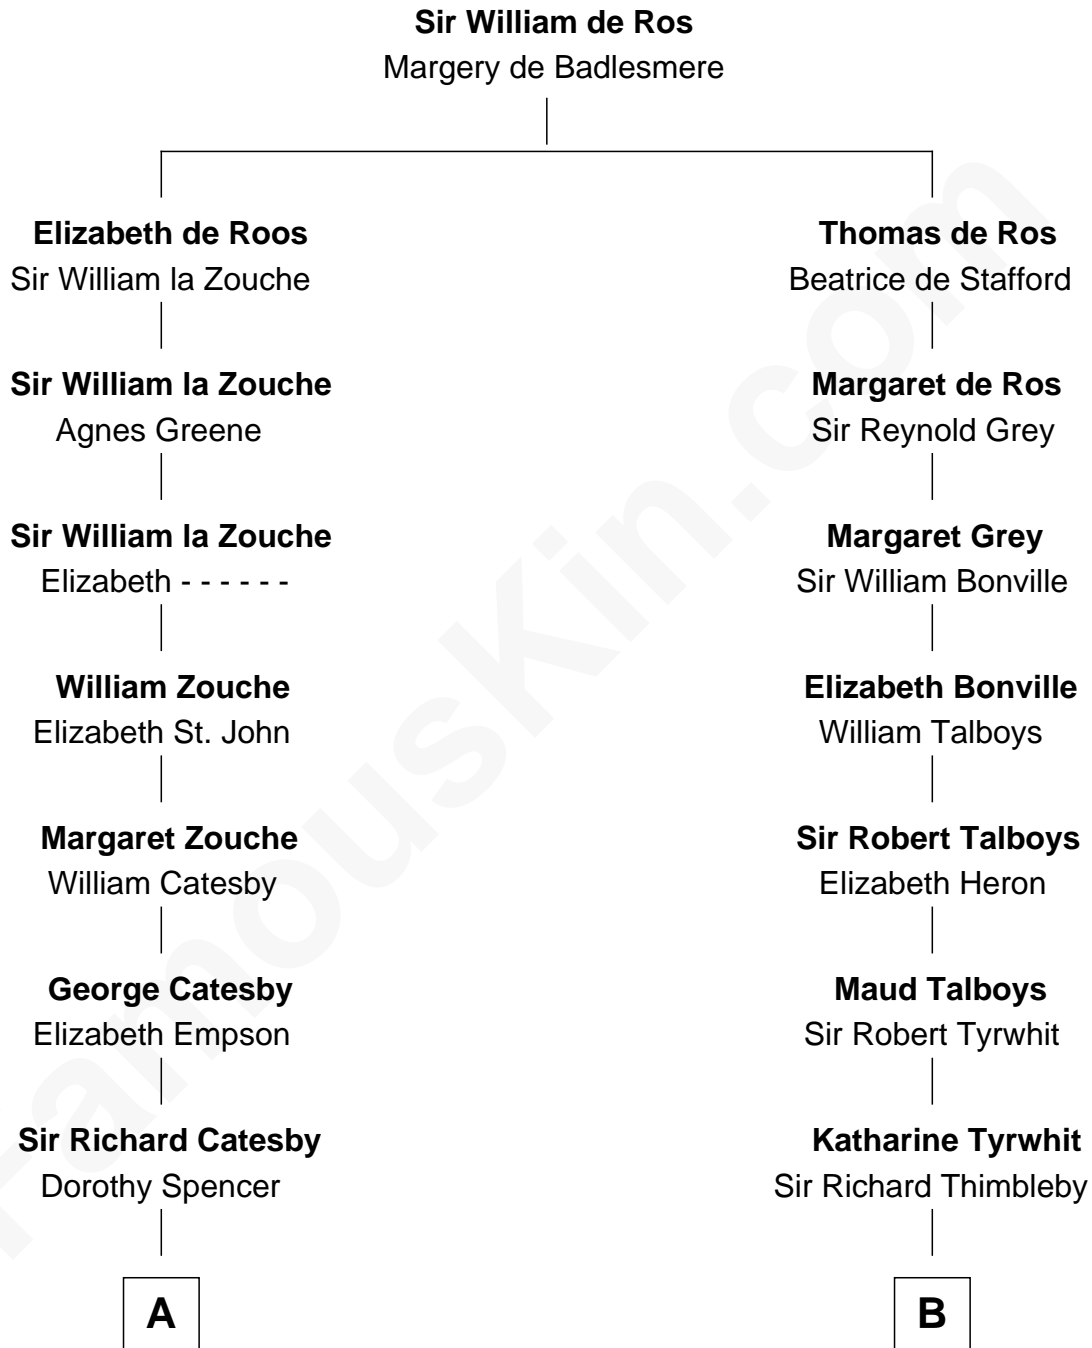 Sir William de Ros
Margery de Badlesmere
Elizabeth de Roos
Sir William la Zouche
Thomas de Ros
Beatrice de Stafford
Sir William la Zouche
Agnes Greene
Margaret de Ros
Sir Reynold Grey
Sir William la Zouche
Elizabeth - - - - - -
Margaret Grey
Sir William Bonville
William Zouche
Elizabeth St. John
Elizabeth Bonville
William Talboys
Margaret Zouche
William Catesby
Sir Robert Talboys
Elizabeth Heron
George Catesby
Elizabeth Empson
Maud Talboys
Sir Robert Tyrwhit
Sir Richard Catesby
Dorothy Spencer
Katharine Tyrwhit
Sir Richard Thimbleby
A
B
FamousKin.com